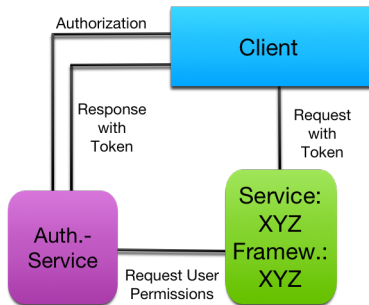 Authorization
Client
Response
with
Token
Request
with
Token
Auth.-
Service
Service:
XYZ
Framew.:
XYZ
Request User
Permissions